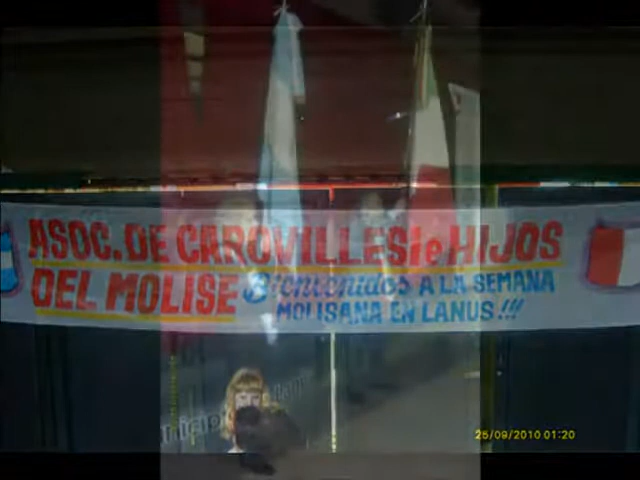 ASOC. DE CAROVILLESI e HIJOS
DEL MOLISE Bienvenidos A LA SEMANA
MOLISANA EN LANUS !!!
25/09/2010 01:20